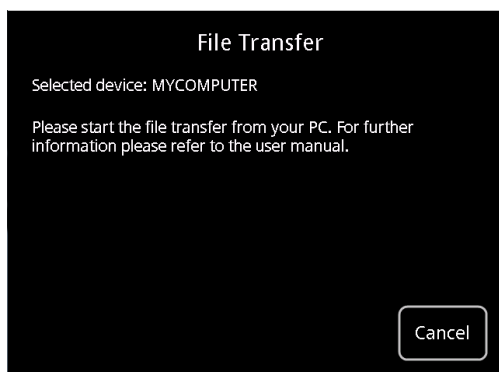 File Transfer
Selected device: MYCOMPUTER
Please start the file transfer from your PC. For further
information please refer to the user manual.
Cancel